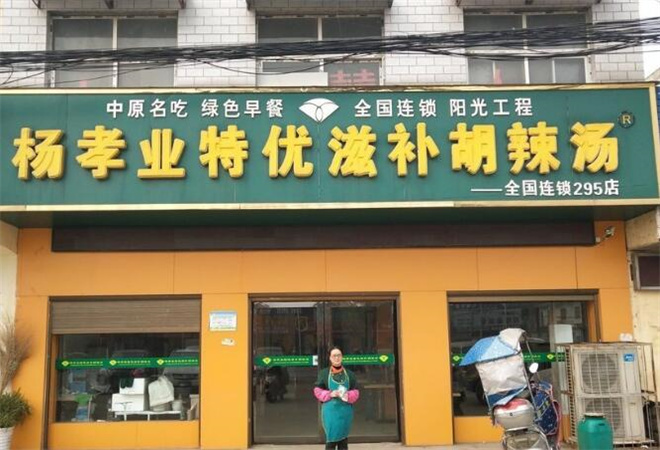 中原名吃 绿色早餐 全国连锁 阳光工程
杨孝业特优滋补胡辣汤®
——全国连锁295店